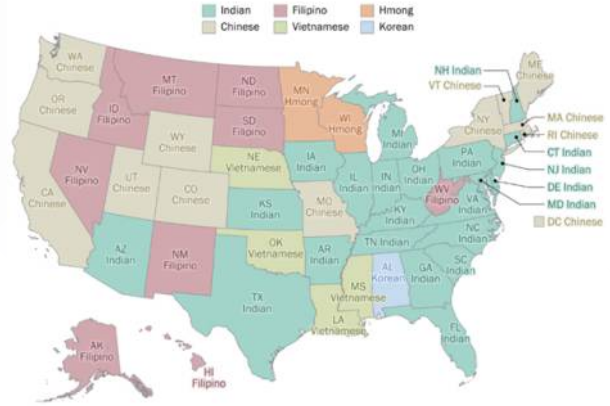 Indian
Filipino
Hmong
Chinese
Vietnamese
Korean
WA
Chinese
MT
Filipino
ND
Filipino
MN
Hmong
NH Indian
VT Chinese
ME
Chinese
OR
Chinese
ID
Filipino
SD
Filipino
WI
Hmong
MI
Indian
NY
Chinese
MA Chinese
RI Chinese
CT Indian
WY
Chinese
NE
Vietnamese
IA
Indian
PA
Indian
NJ Indian
DE Indian
MD Indian
DC Chinese
NV
Filipino
UT
Chinese
CO
Chinese
KS
Indian
MO
Chinese
IL
Indian
IN
Indian
OH
Indian
WV
Filipino
VA
Indian
KY
Indian
CA
Chinese
AZ
Indian
NM
Filipino
OK
Vietnamese
AR
Indian
TN Indian
NC
Indian
SC
Indian
TX
Indian
LA
Vietnamese
MS
Vietnamese
AL
Korean
GA
Indian
FL
Indian
AK
Filipino
HI
Filipino